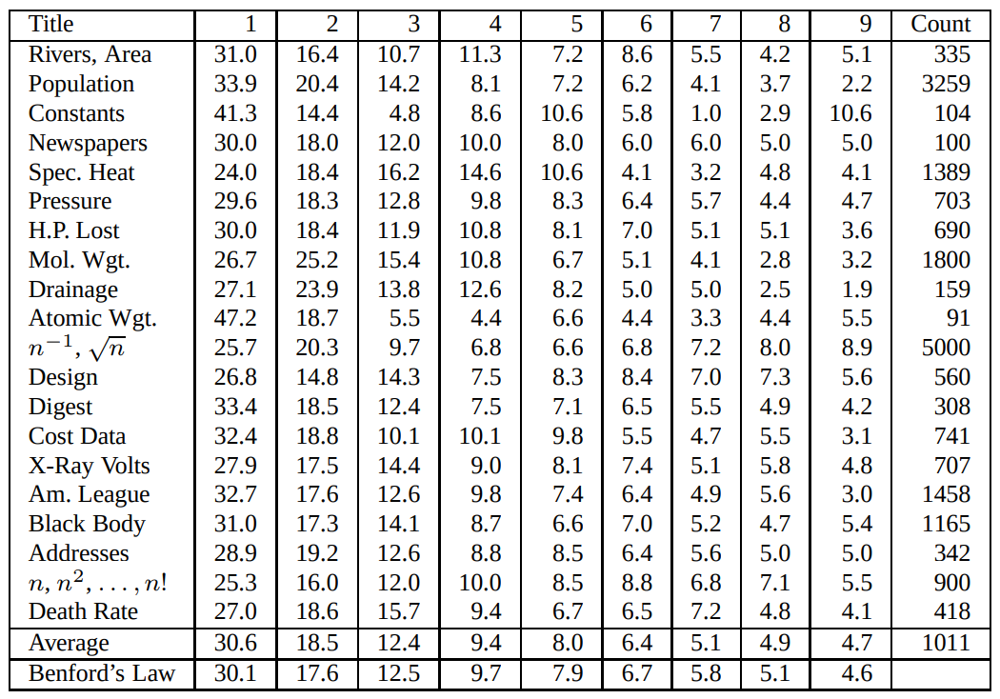 Title 1 2 3 4 5 6 7 8 9 Count
Rivers, Area 31.0 16.4 10.7 11.3 7.2 8.6 5.5 4.2 5.1 335
Population 33.9 20.4 14.2 8.1 7.2 6.2 4.1 3.7 2.2 3259
Constants 41.3 14.4 4.8 8.6 10.6 5.8 1.0 2.9 10.6 104
Newspapers 30.0 18.0 12.0 10.0 8.0 6.0 6.0 5.0 5.0 100
Spec. Heat 24.0 18.4 16.2 14.6 10.6 4.1 3.2 4.8 4.1 1389
Pressure 29.6 18.3 12.8 9.8 8.3 6.4 5.7 4.4 4.7 703
H.P. Lost 30.0 18.4 11.9 10.8 8.1 7.0 5.1 5.1 3.6 690
Mol. Wgt. 26.7 25.2 15.4 10.8 6.7 5.1 4.1 2.8 3.2 1800
Drainage 27.1 23.9 13.8 12.6 8.2 5.0 5.0 2.5 1.9 159
Atomic Wgt. 47.2 18.7 5.5 4.4 6.6 4.4 3.3 4.4 5.5 91
n⁻¹, √n 25.7 20.3 9.7 6.8 6.6 6.8 7.2 8.0 8.9 5000
Design 26.8 14.8 14.3 7.5 8.3 8.4 7.0 7.3 5.6 560
Digest 33.4 18.5 12.4 7.5 7.1 6.5 5.5 4.9 4.2 308
Cost Data 32.4 18.8 10.1 10.1 9.8 5.5 4.7 5.5 3.1 741
X-Ray Volts 27.9 17.5 14.4 9.0 8.1 7.4 5.1 5.8 4.8 707
Am. League 32.7 17.6 12.6 9.8 7.4 6.4 4.9 5.6 3.0 1458
Black Body 31.0 17.3 14.1 8.7 6.6 7.0 5.2 4.7 5.4 1165
Addresses 28.9 19.2 12.6 8.8 8.5 6.4 5.6 5.0 5.0 342
n, n², . . . , n! 25.3 16.0 12.0 10.0 8.5 8.8 6.8 7.1 5.5 900
Death Rate 27.0 18.6 15.7 9.4 6.7 6.5 7.2 4.8 4.1 418
Average 30.6 18.5 12.4 9.4 8.0 6.4 5.1 4.9 4.7 1011
Benford’s Law 30.1 17.6 12.5 9.7 7.9 6.7 5.8 5.1 4.6